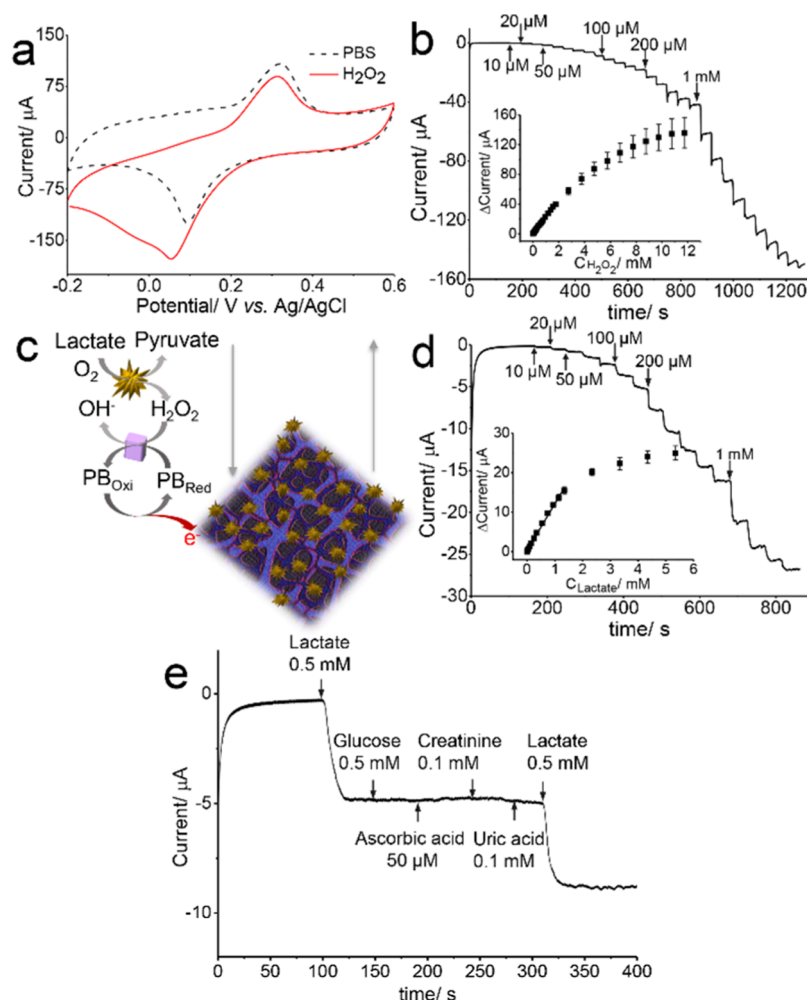 a
150
75
0
-75
-150
Current/ µA
PBS
H2O2
-0.2
0.0
0.2
0.4
0.6
Potential/ V vs. Ag/AgCl
b
0
-40
-80
-120
-160
Current/ µA
20 µM
100 µM
200 µM
10 µM
50 µM
1 mM
160
120
80
40
0
ΔCurrent/ µA
0 2 4 6 8 10 12
C H2O2/ mM
0 200 400 600 800 1000 1200
time/ s
c
Lactate Pyruvate
O2
OH- H2O2
PBOxi PBRed
e-
d
0
-5
-10
-15
-20
-25
-30
Current/ µA
20 µM
100 µM
200 µM
10 µM
50 µM
1 mM
30
20
10
0
ΔCurrent/ µA
0 1 2 3 4 5 6
CLactate/ mM
0 200 400 600 800
time/ s
e
0
-5
-10
Current/ µA
Lactate
0.5 mM
Glucose
0.5 mM
Creatinine
0.1 mM
Lactate
0.5 mM
Ascorbic acid
50 µM
Uric acid
0.1 mM
0 50 100 150 200 250 300 350 400
time/ s